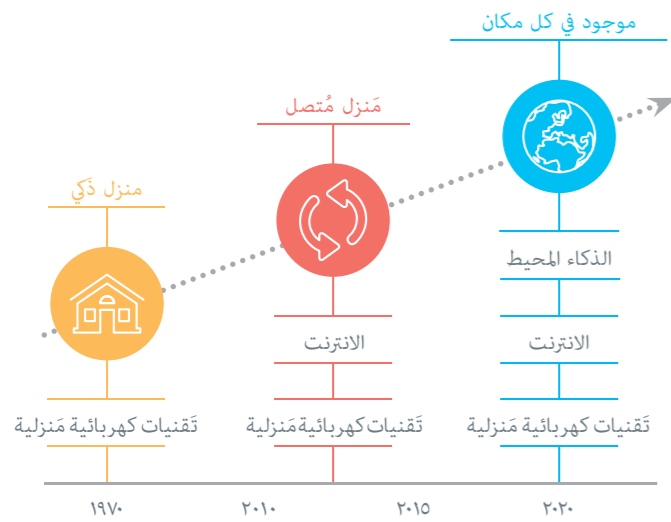 موجود في كل مكان
مَنزل مُتصل
منزل ذَكي
الذكاء المحيط
الانترنت
الانترنت
تَقنيات كهربائية مَنزلية
تَقنيات كهربائية مَنزلية
تَقنيات كهربائية مَنزلية
١٩٧٠
٢٠١٠
٢٠١٥
٢٠٢٠